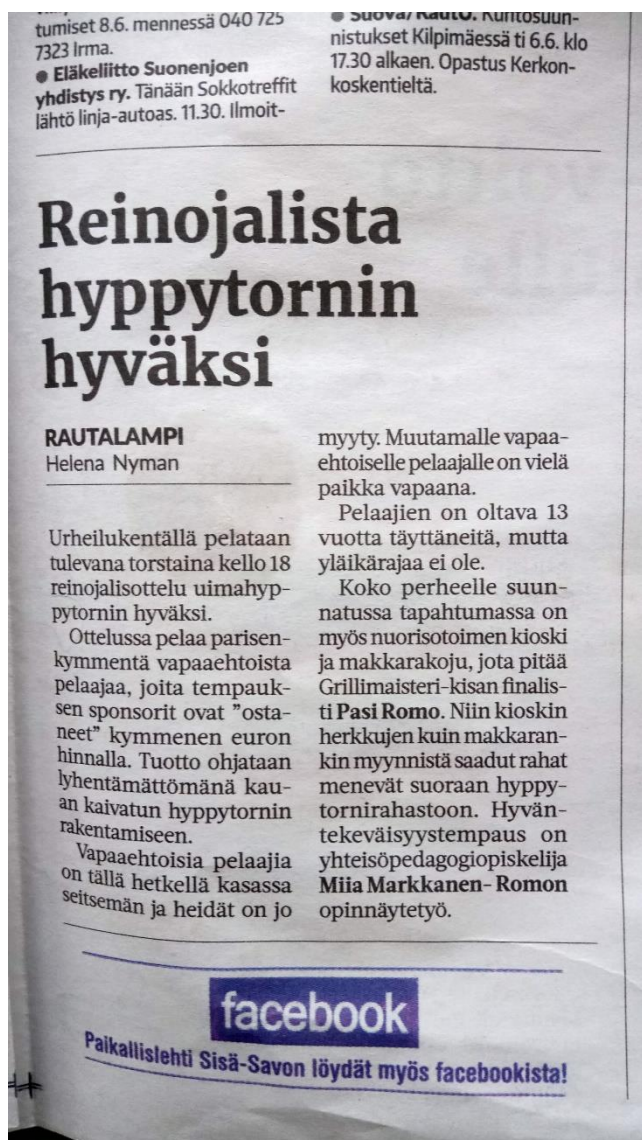 tumiset 8.6. mennessä 040 725
7323 Irma.
● Eläkeliitto Suonenjoen
yhdistys ry. Tänään Sokkotreffit
lähtö linja-autoas. 11.30. Ilmoit-
● Suova/RautU. Kuntosuun-
nistukset Kilpimäessä ti 6.6. klo
17.30 alkaen. Opastus Kerkon-
koskentieltä.
Reinojalista
hyppytornin
hyväksi
RAUTALAMPI
Helena Nyman
Urheilukentällä pelataan
tulevana torstaina kello 18
reinojalisottelu uimahyp-
pytornin hyväksi.
Ottelussa pelaa parisen-
kymmentä vapaaehtoista
pelaajaa, joita tempauk-
sen sponsorit ovat ”osta-
neet” kymmenen euron
hinnalla. Tuotto ohjataan
lyhentämättömänä kau-
an kaivatun hyppytornin
rakentamiseen.
Vapaaehtoisia pelaajia
on tällä hetkellä kasassa
seitsemän ja heidät on jo
myyty. Muutamalle vapaa-
ehtoiselle pelaajalle on vielä
paikka vapaana.
Pelaajien on oltava 13
vuotta täyttäneitä, mutta
yläikärajaa ei ole.
Koko perheelle suun-
natussa tapahtumassa on
myös nuorisotoimen kioski
ja makkarakoju, jota pitää
Grillimaisteri-kisan finalis-
ti Pasi Romo. Niin kioskin
herkkujen kuin makkaran-
kin myynnistä saadut rahat
menevät suoraan hyppy-
tornirahastoon. Hyvän-
tekeväisyystempaus on
yhteisöpedagogiopiskelija
Miia Markkanen-Romon
opinnäytetyö.
facebook
Paikallislehti Sisä-Savon löydät myös facebookista!